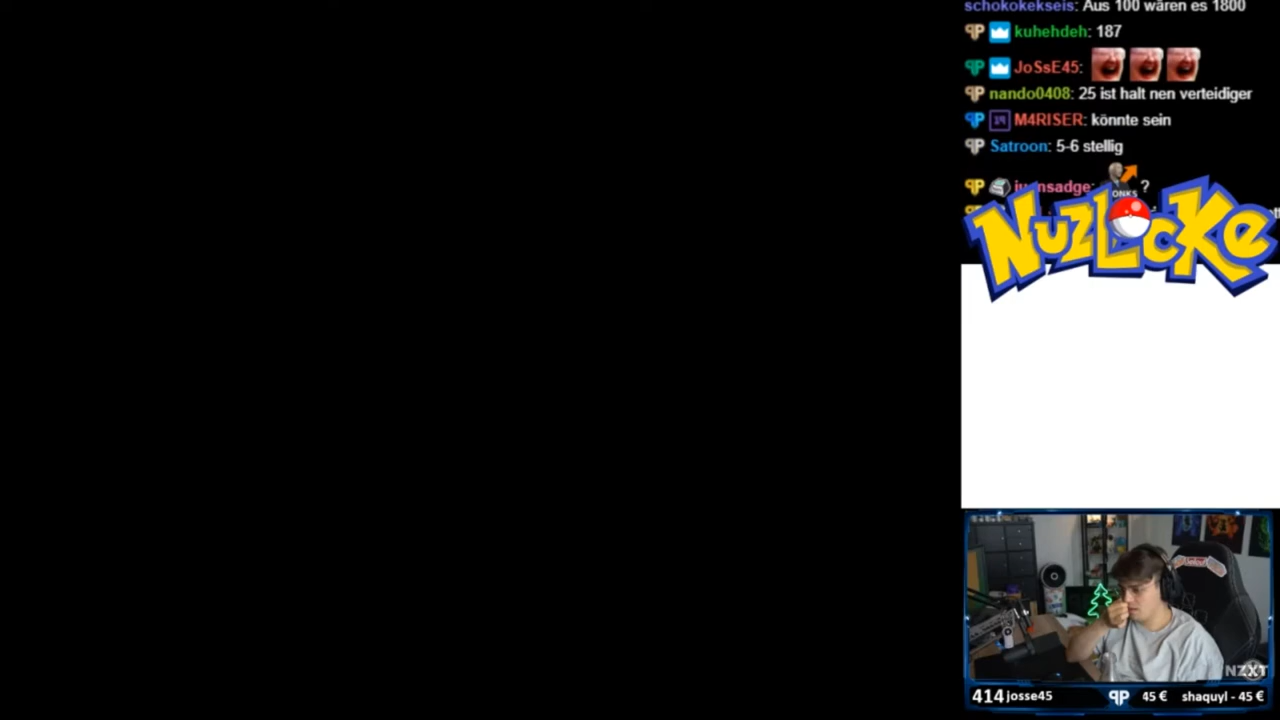 schokokekseis: Aus 100 wären es 1800
kuhehdeh: 187
JoSsE45:
nando0408: 25 ist halt nen verteidiger
M4RISER: könnte sein
Satroon: 5-6 stellig
?
NUZLOCKE
NZXT
414 josse45 45 € shaquyl - 45 €